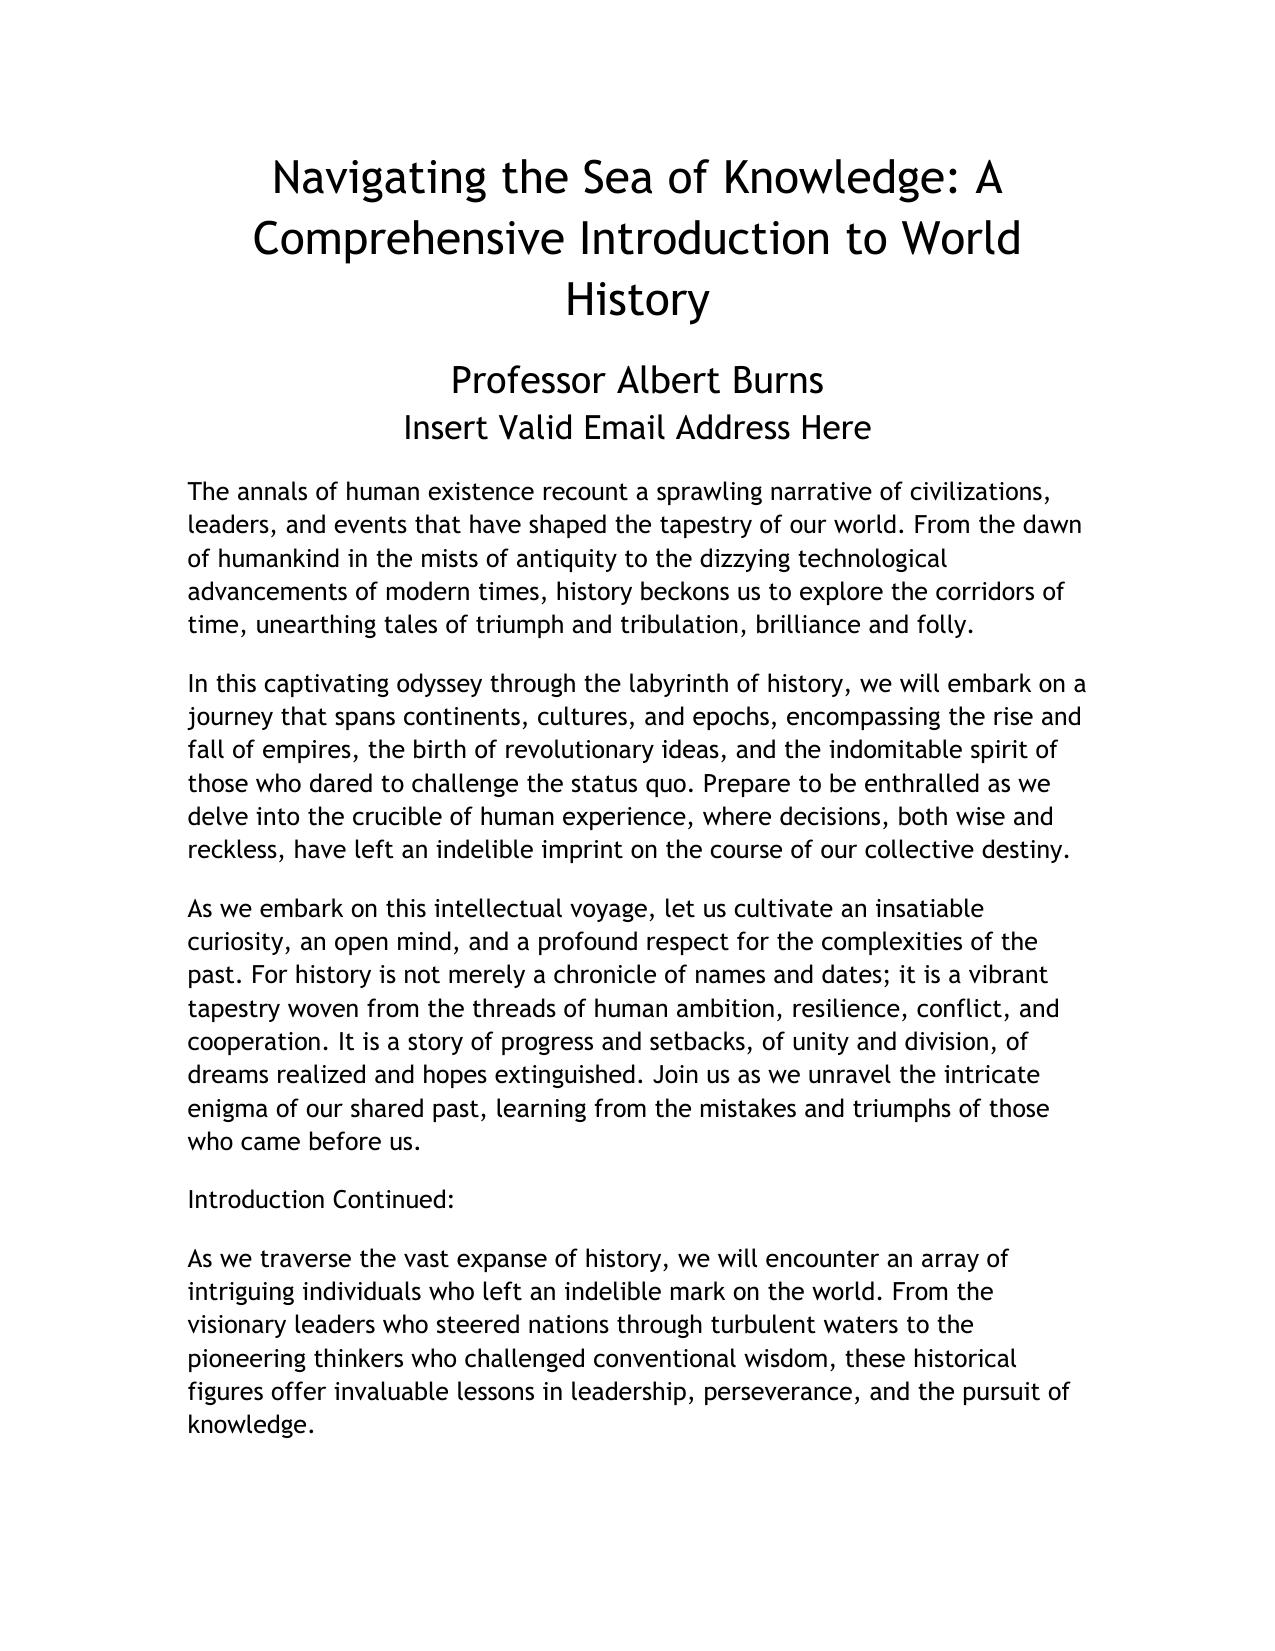 Navigating the Sea of Knowledge: A
Comprehensive Introduction to World
History
Professor Albert Burns
Insert Valid Email Address Here
The annals of human existence recount a sprawling narrative of civilizations,
leaders, and events that have shaped the tapestry of our world. From the dawn
of humankind in the mists of antiquity to the dizzying technological
advancements of modern times, history beckons us to explore the corridors of
time, unearthing tales of triumph and tribulation, brilliance and folly.
In this captivating odyssey through the labyrinth of history, we will embark on a
journey that spans continents, cultures, and epochs, encompassing the rise and
fall of empires, the birth of revolutionary ideas, and the indomitable spirit of
those who dared to challenge the status quo. Prepare to be enthralled as we
delve into the crucible of human experience, where decisions, both wise and
reckless, have left an indelible imprint on the course of our collective destiny.
As we embark on this intellectual voyage, let us cultivate an insatiable
curiosity, an open mind, and a profound respect for the complexities of the
past. For history is not merely a chronicle of names and dates; it is a vibrant
tapestry woven from the threads of human ambition, resilience, conflict, and
cooperation. It is a story of progress and setbacks, of unity and division, of
dreams realized and hopes extinguished. Join us as we unravel the intricate
enigma of our shared past, learning from the mistakes and triumphs of those
who came before us.
Introduction Continued:
As we traverse the vast expanse of history, we will encounter an array of
intriguing individuals who left an indelible mark on the world. From the
visionary leaders who steered nations through turbulent waters to the
pioneering thinkers who challenged conventional wisdom, these historical
figures offer invaluable lessons in leadership, perseverance, and the pursuit of
knowledge.